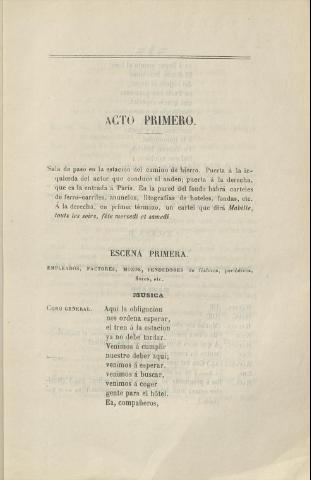 ACTO PRIMERO.
Sala de paso en la estacion del camino de hierro. Puerta á la iz-
quierda del actor que conduce al anden; puerta á la derecha,
que es la entrada á Paris. En la pared del fondo habrá carteles
de ferro-carriles, anuncios, litografías de hoteles, fondas, etc.
Á la derecha, en primer término, un cartel que dirá Mabille,
touts les soirs, fête mercredi et samedi.
ESCENA PRIMERA.
EMPLEADOS, FACTORES, MOZOS, VENDEDORES de libros, periódicos,
flores, etc.
MUSICA
CORO GENERAL. Aquí la obligacion
nos ordena esperar,
el tren á la estacion
ya no debe tardar.
Venimos á cumplir
nuestro deber aquí;
venimos á esperar.
venimos á buscar,
venimos á coger
gente para el hôtel.
Ea, compañeros,